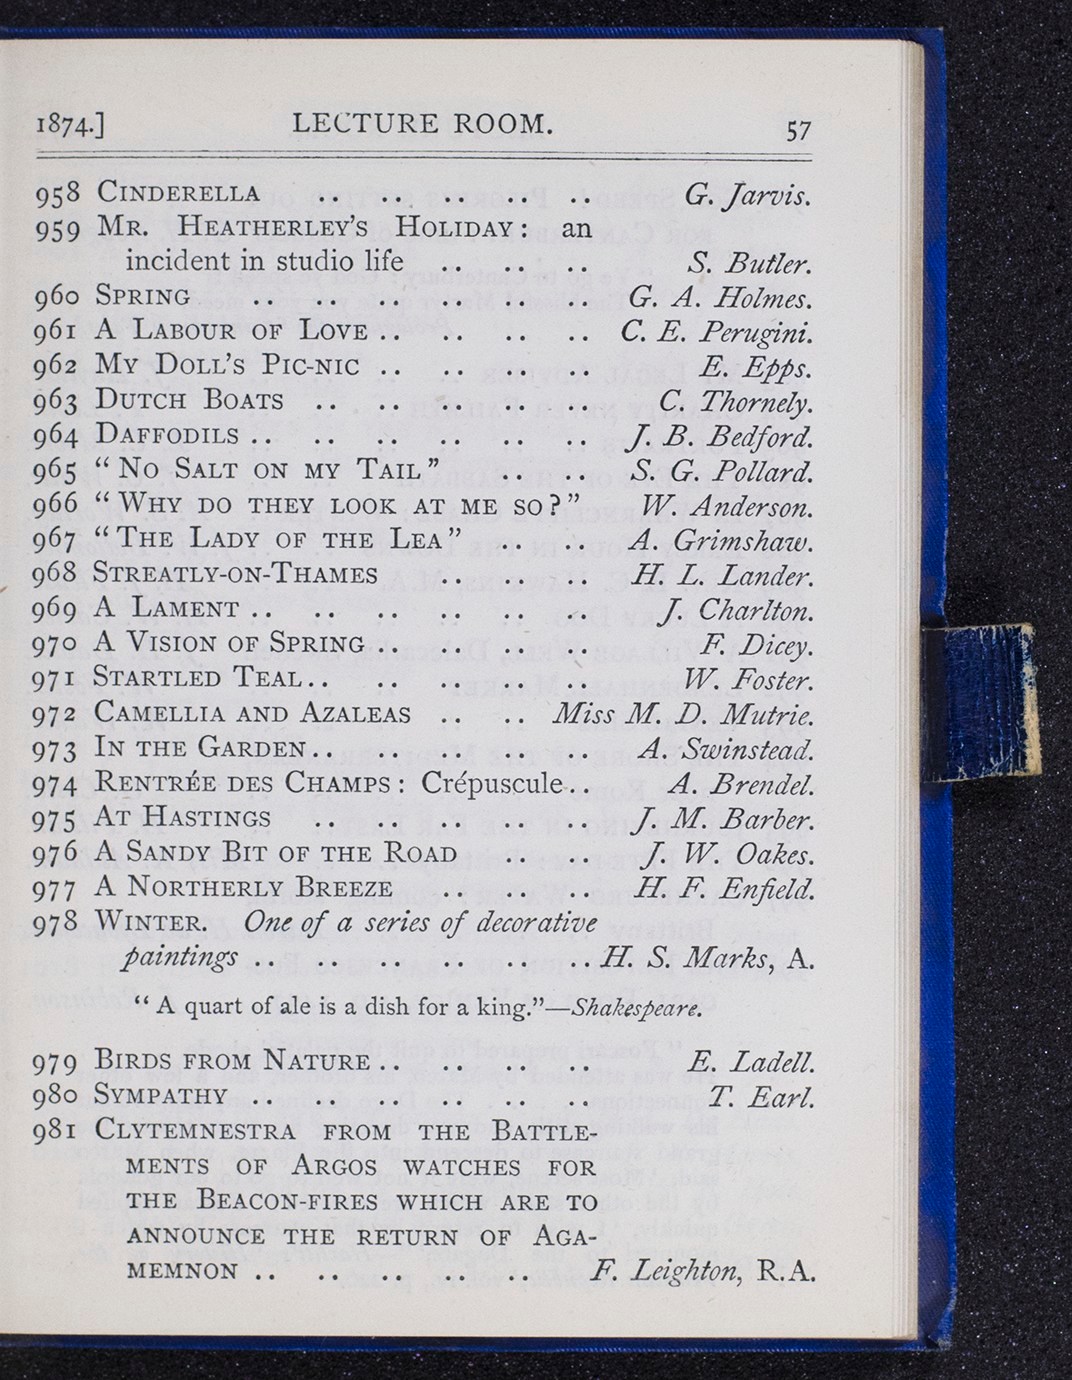 1874.] LECTURE ROOM. 57
958 CINDERELLA .. .. .. .. .. G. Jarvis.
959 MR. HEATHERLEY'S HOLIDAY: an
incident in studio life .. .. .. S. Butler.
960 SPRING .. .. .. .. .. .. G. A. Holmes.
961 A LABOUR OF LOVE .. .. .. .. C. E. Perugini.
962 MY DOLL'S PIC-NIC .. .. .. .. E. Epps.
963 DUTCH BOATS .. .. .. .. .. C. Thornely.
964 DAFFODILS .. .. .. .. .. .. J. B. Bedford.
965 “NO SALT ON MY TAIL” .. .. .. S. G. Pollard.
966 “WHY DO THEY LOOK AT ME SO?” W. Anderson.
967 “THE LADY OF THE LEA” .. .. A. Grimshaw.
968 STREATLY-ON-THAMES .. .. .. H. L. Lander.
969 A LAMENT .. .. .. .. .. .. J. Charlton.
970 A VISION OF SPRING .. .. .. .. F. Dicey.
971 STARTLED TEAL .. .. .. .. .. W. Foster.
972 CAMELLIA AND AZALEAS .. .. Miss M. D. Mutrie.
973 IN THE GARDEN .. .. .. .. .. A. Swinstead.
974 RENTRÉE DES CHAMPS: Crépuscule .. A. Brendel.
975 AT HASTINGS .. .. .. .. .. J. M. Barber.
976 A SANDY BIT OF THE ROAD .. .. J. W. Oakes.
977 A NORTHERLY BREEZE .. .. .. H. F. Enfield.
978 WINTER. One of a series of decorative
paintings .. .. .. .. .. .. H. S. Marks, A.
“A quart of ale is a dish for a king.”—Shakespeare.
979 BIRDS FROM NATURE .. .. .. .. E. Ladell.
980 SYMPATHY .. .. .. .. .. .. T. Earl.
981 CLYTEMNESTRA FROM THE BATTLE-
MENTS OF ARGOS WATCHES FOR
THE BEACON-FIRES WHICH ARE TO
ANNOUNCE THE RETURN OF AGA-
MEMNON .. .. .. .. .. F. Leighton, R.A.